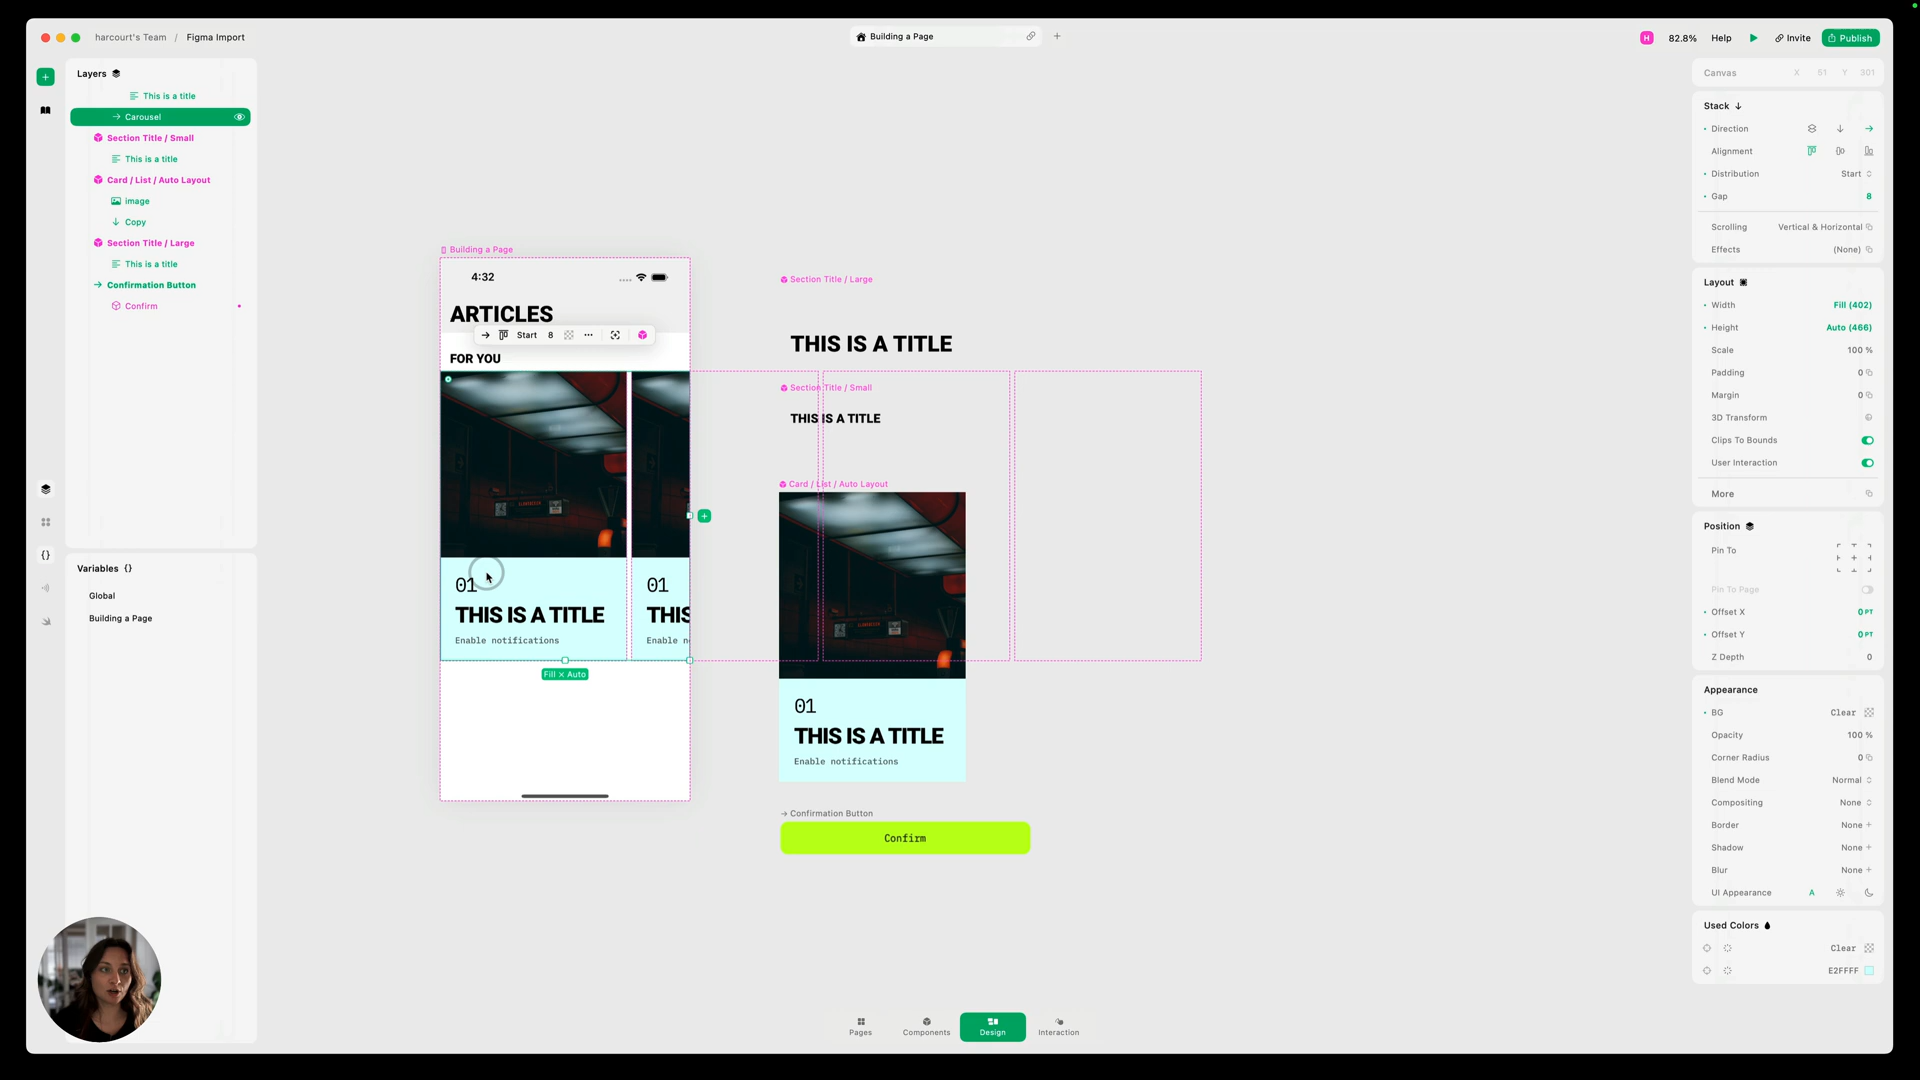 harcourt's Team / Figma Import
Building a Page
H 82.8% Help Invite Publish
Layers
This is a title
Carousel
Section Title / Small
This is a title
Card / List / Auto Layout
image
Copy
Section Title / Large
This is a title
Confirmation Button
Confirm
Variables {}
Global
Building a Page
Building a Page
4:32
ARTICLES
Start 8
FOR YOU
01
THIS IS A TITLE
Enable notifications
01
THIS
Enable n
Fill × Auto
Section Title / Large
THIS IS A TITLE
Section Title / Small
THIS IS A TITLE
Card / List / Auto Layout
01
THIS IS A TITLE
Enable notifications
Confirmation Button
Confirm
Pages
Components
Design
Interaction
Canvas X 51 Y 301
Stack
Direction
Alignment
Distribution Start
Gap 8
Scrolling Vertical & Horizontal
Effects (None)
Layout
Width Fill (402)
Height Auto (466)
Scale 100 %
Padding 0
Margin 0
3D Transform
Clips To Bounds
User Interaction
More
Position
Pin To
Pin To Page
Offset X 0 PT
Offset Y 0 PT
Z Depth 0
Appearance
BG Clear
Opacity 100 %
Corner Radius 0
Blend Mode Normal
Compositing None
Border None +
Shadow None +
Blur None +
UI Appearance A
Used Colors
Clear
E2FFFF